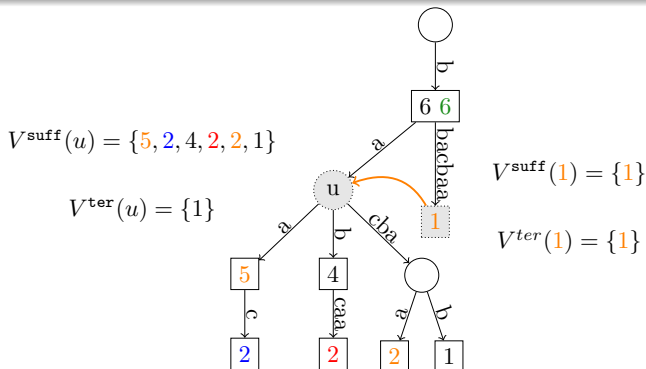 b
6 6
a
bacbaa
V^suff(u) = {5, 2, 4, 2, 2, 1}
V^suff(1) = {1}
u
1
V^ter(u) = {1}
V^ter(1) = {1}
a
b
cba
5
4
c
caa
a
b
2
2
2
1